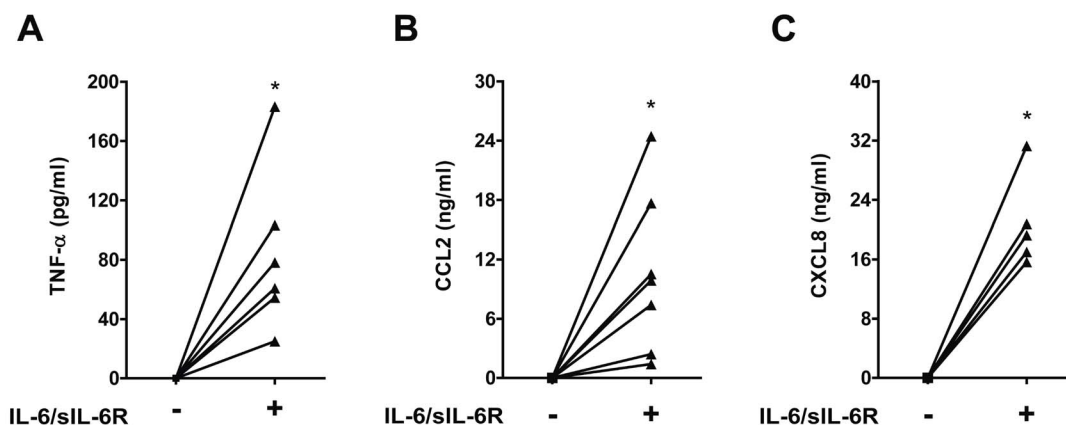 A
B
C
TNF-α (pg/ml)
200
160
120
80
40
0
*
IL-6/sIL-6R - +
CCL2 (ng/ml)
30
24
18
12
6
0
*
IL-6/sIL-6R - +
CXCL8 (ng/ml)
40
32
24
16
8
0
*
IL-6/sIL-6R - +